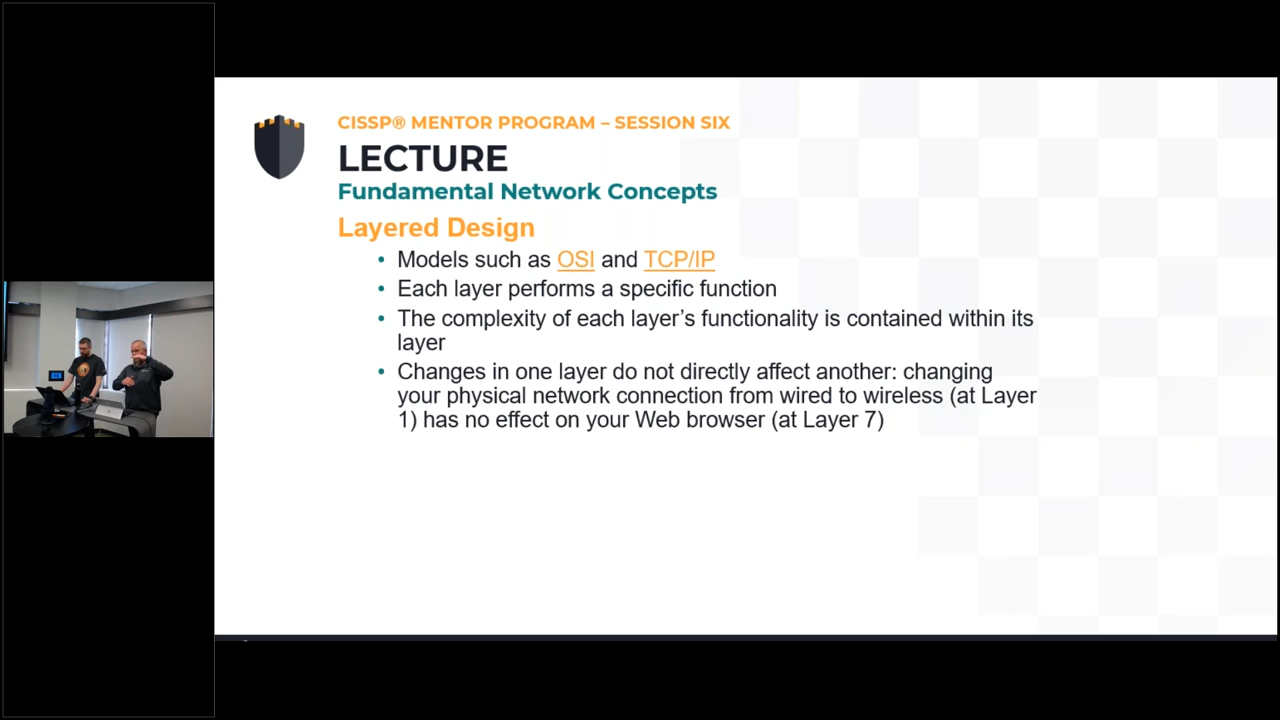 CISSP® MENTOR PROGRAM – SESSION SIX
LECTURE
Fundamental Network Concepts
Layered Design
• Models such as OSI and TCP/IP
• Each layer performs a specific function
• The complexity of each layer’s functionality is contained within its
layer
• Changes in one layer do not directly affect another: changing
your physical network connection from wired to wireless (at Layer
1) has no effect on your Web browser (at Layer 7)